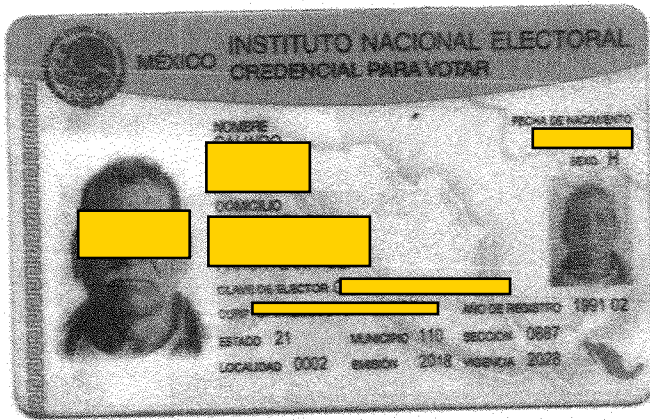 MÉXICO INSTITUTO NACIONAL ELECTORAL
CREDENCIAL PARA VOTAR
NOMBRE
FECHA DE NACIMIENTO
SEXO H
DOMICILIO
CLAVE DE ELECTOR
CURP
AÑO DE REGISTRO 1991 02
ESTADO 21 MUNICIPIO 110 SECCIÓN 0887
LOCALIDAD 0002 EMISIÓN 2018 VIGENCIA 2028